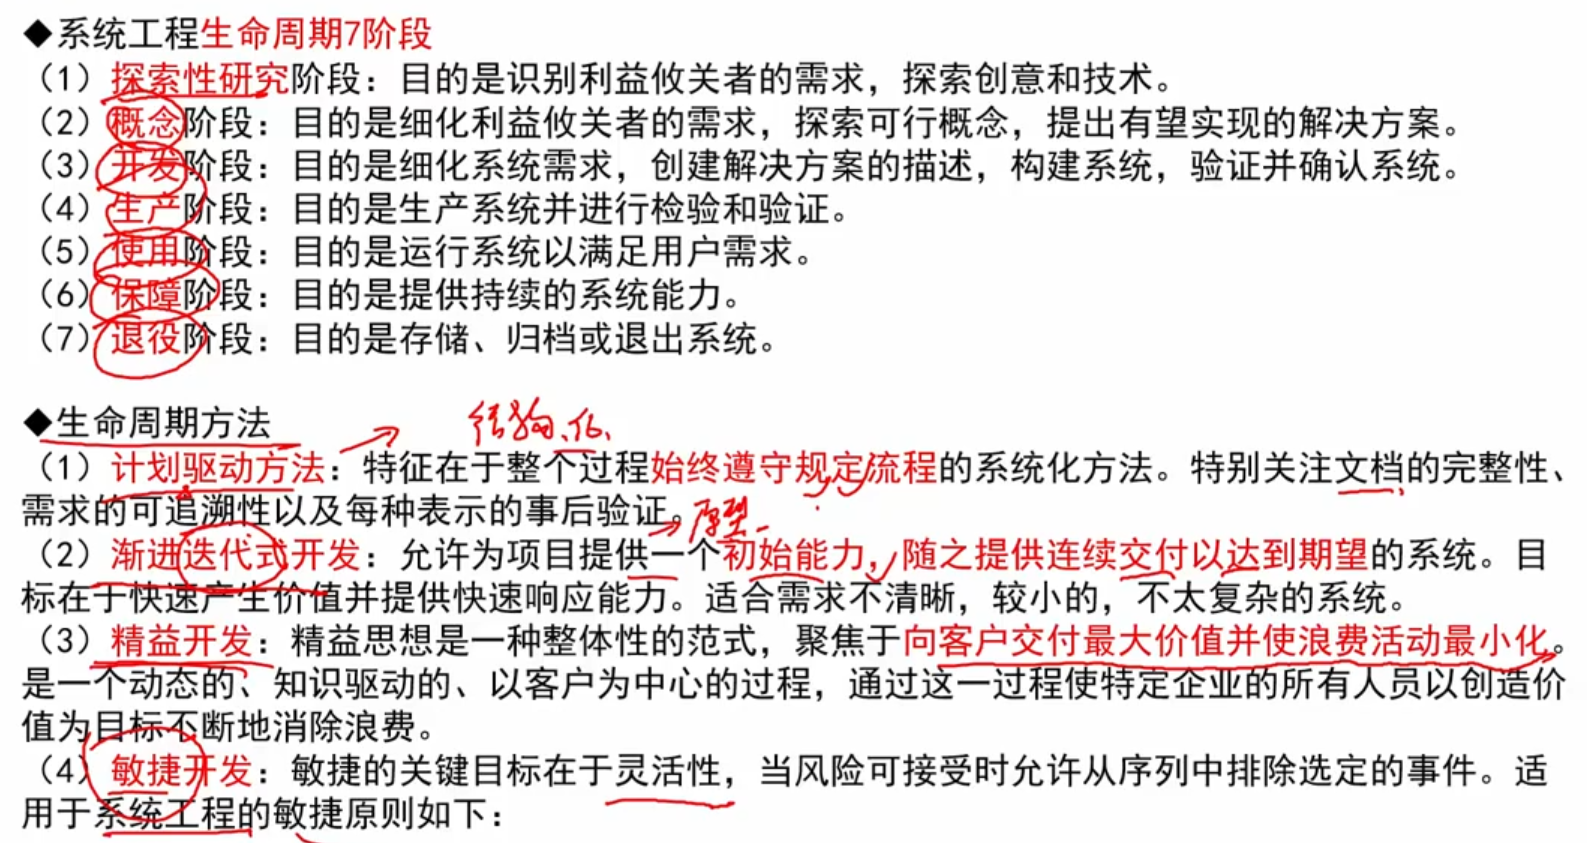 ◆系统工程生命周期7阶段
（1）探索性研究阶段：目的是识别利益攸关者的需求，探索创意和技术。
（2）概念阶段：目的是细化利益攸关者的需求，探索可行概念，提出有望实现的解决方案。
（3）开发阶段：目的是细化系统需求，创建解决方案的描述，构建系统，验证并确认系统。
（4）生产阶段：目的是生产系统并进行检验和验证。
（5）使用阶段：目的是运行系统以满足用户需求。
（6）保障阶段：目的是提供持续的系统能力。
（7）退役阶段：目的是存储、归档或退出系统。
◆生命周期方法
结构化
（1）计划驱动方法：特征在于整个过程始终遵守规定流程的系统化方法。特别关注文档的完整性、
需求的可追溯性以及每种表示的事后验证。
原型
（2）渐进迭代式开发：允许为项目提供一个初始能力，随之提供连续交付以达到期望的系统。目
标在于快速产生价值并提供快速响应能力。适合需求不清晰，较小的，不太复杂的系统。
（3）精益开发：精益思想是一种整体性的范式，聚焦于向客户交付最大价值并使浪费活动最小化。
是一个动态的、知识驱动的、以客户为中心的过程，通过这一过程使特定企业的所有人员以创造价
值为目标不断地消除浪费。
（4）敏捷开发：敏捷的关键目标在于灵活性，当风险可接受时允许从序列中排除选定的事件。适
用于系统工程的敏捷原则如下：